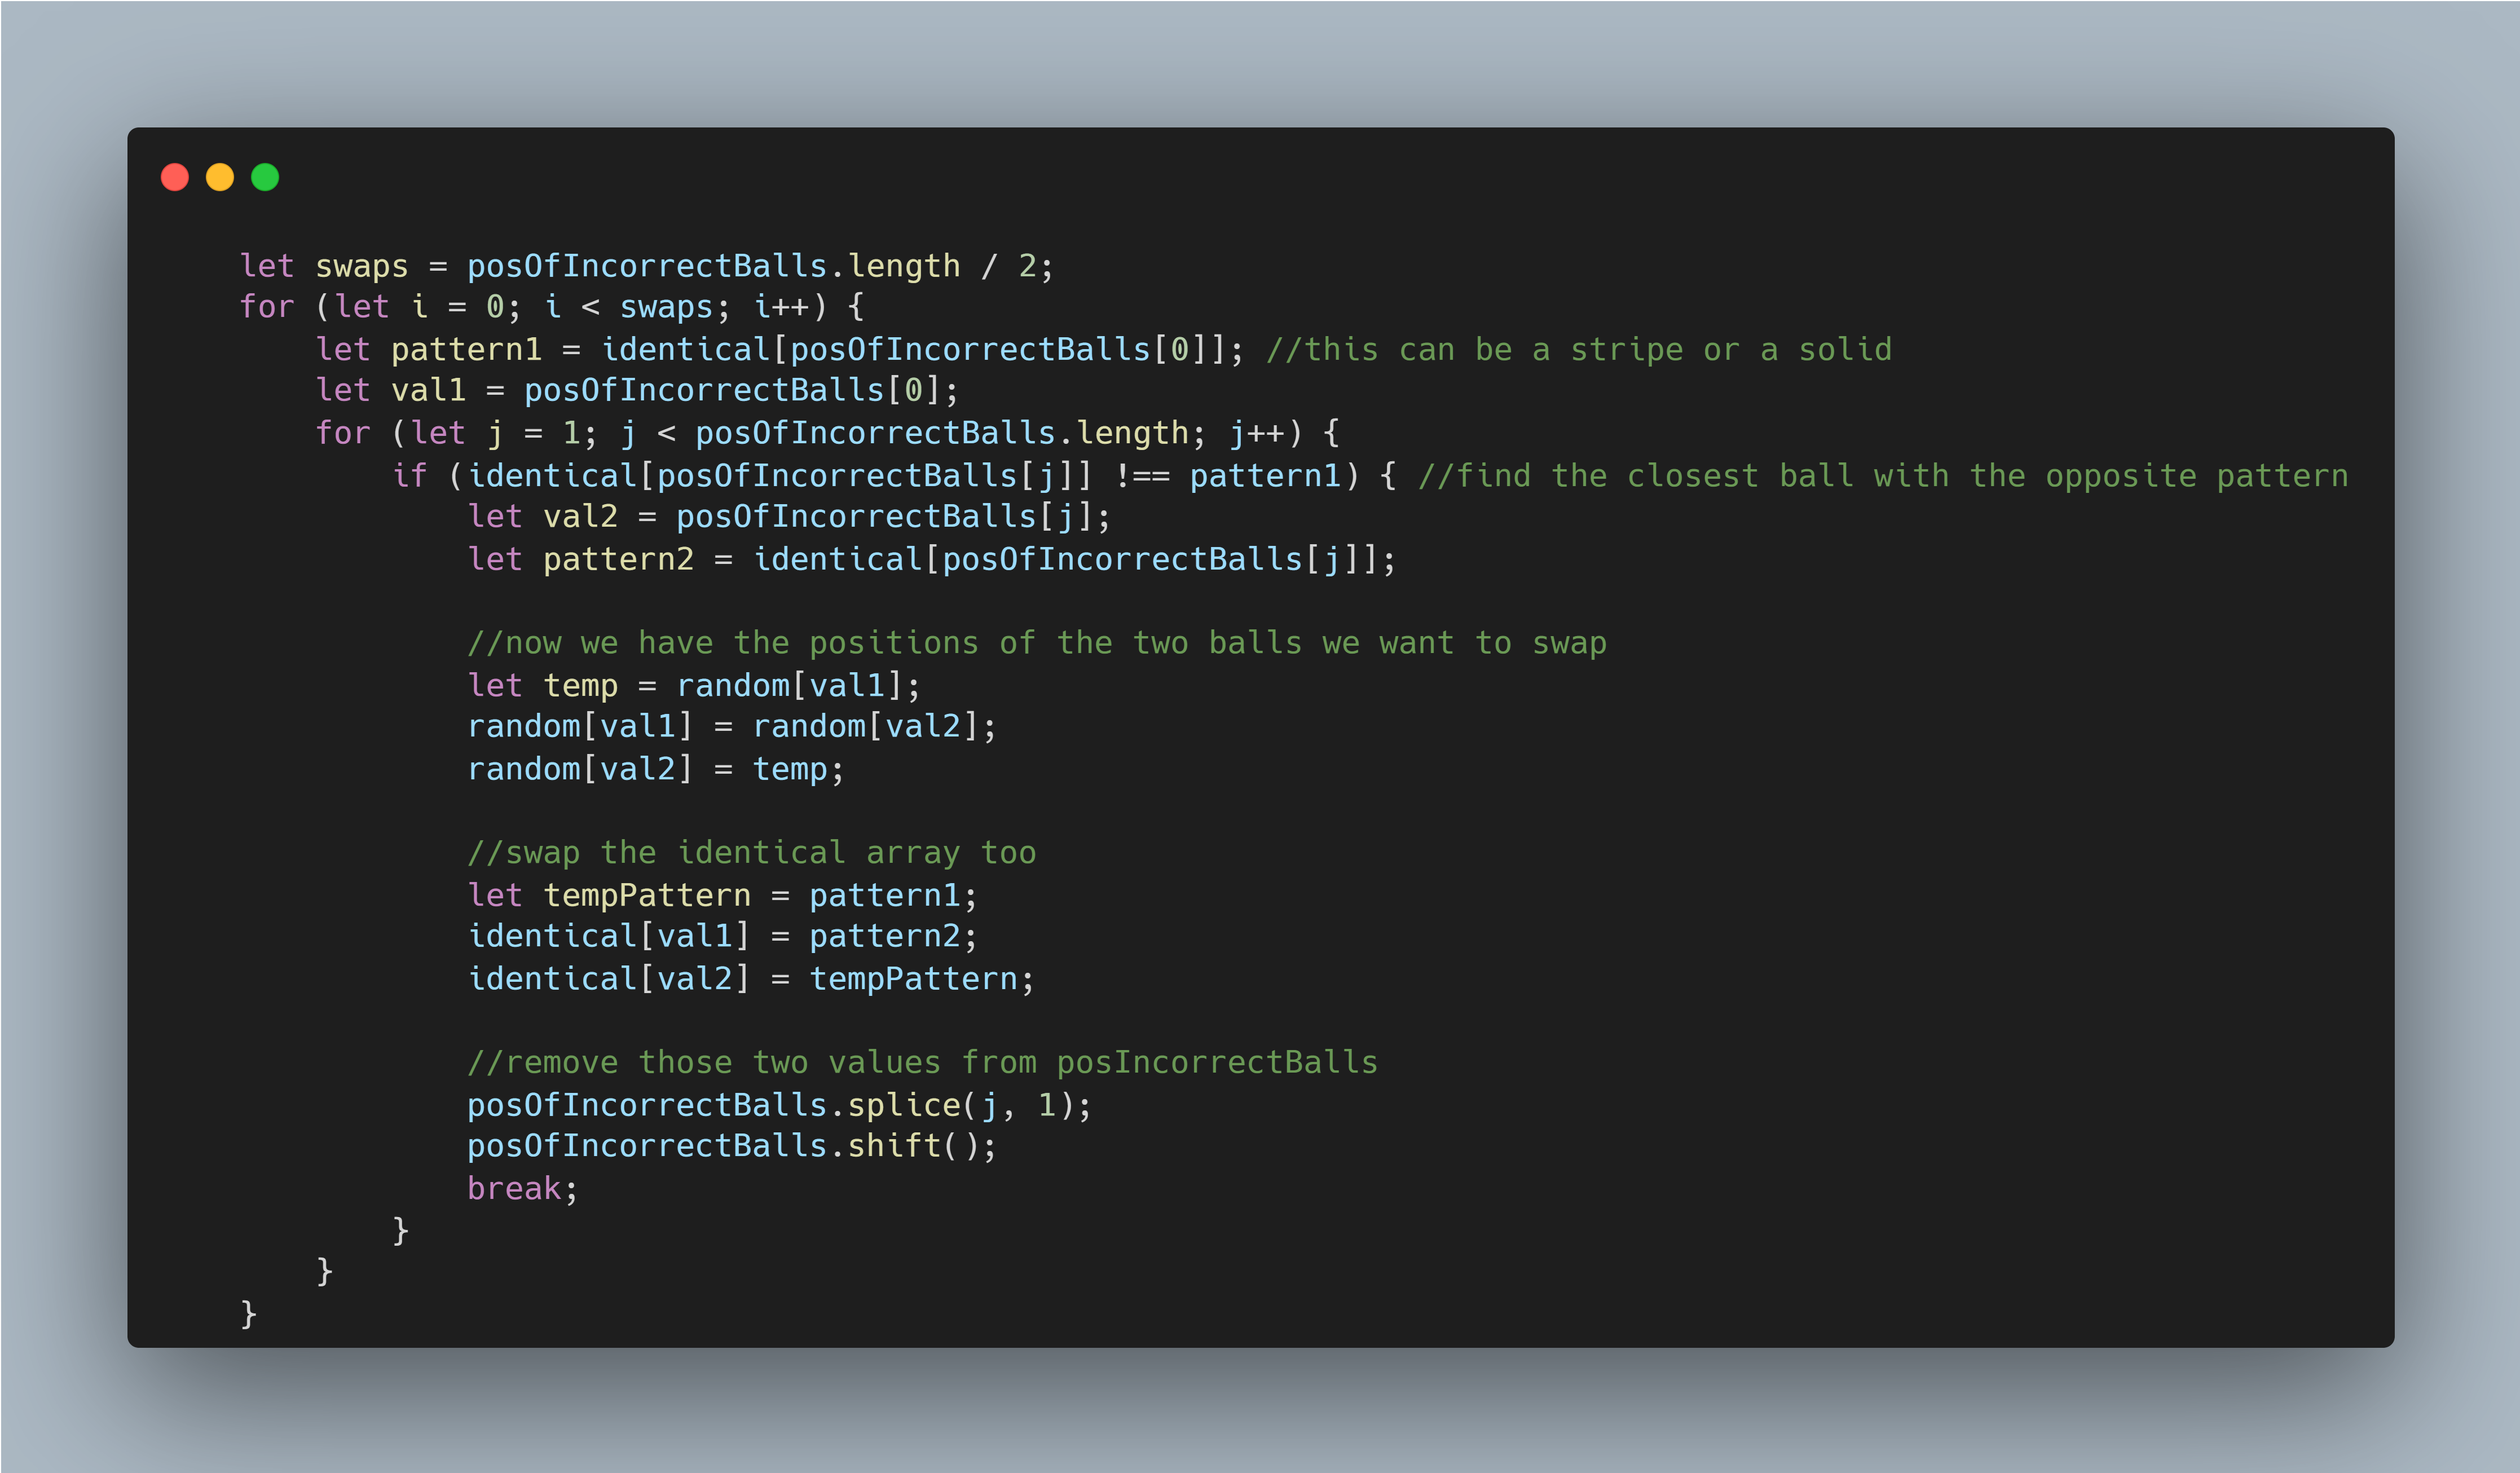 let swaps = posOfIncorrectBalls.length / 2;
for (let i = 0; i < swaps; i++) {
    let pattern1 = identical[posOfIncorrectBalls[0]]; //this can be a stripe or a solid
    let val1 = posOfIncorrectBalls[0];
    for (let j = 1; j < posOfIncorrectBalls.length; j++) {
        if (identical[posOfIncorrectBalls[j]] !== pattern1) { //find the closest ball with the opposite pattern
            let val2 = posOfIncorrectBalls[j];
            let pattern2 = identical[posOfIncorrectBalls[j]];

            //now we have the positions of the two balls we want to swap
            let temp = random[val1];
            random[val1] = random[val2];
            random[val2] = temp;

            //swap the identical array too
            let tempPattern = pattern1;
            identical[val1] = pattern2;
            identical[val2] = tempPattern;

            //remove those two values from posIncorrectBalls
            posOfIncorrectBalls.splice(j, 1);
            posOfIncorrectBalls.shift();
            break;
        }
    }
}